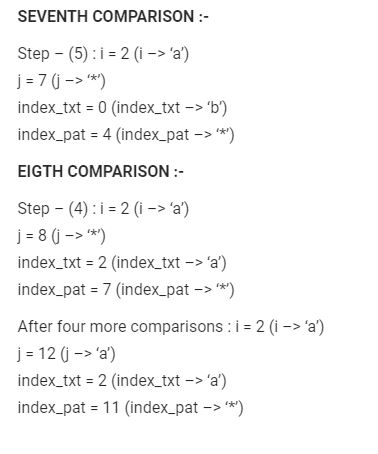 SEVENTH COMPARISON :-
Step – (5) : i = 2 (i –> ‘a’)
j = 7 (j –> ‘*’)
index_txt = 0 (index_txt –> ‘b’)
index_pat = 4 (index_pat –> ‘*’)
EIGTH COMPARISON :-
Step – (4) : i = 2 (i –> ‘a’)
j = 8 (j –> ‘*’)
index_txt = 2 (index_txt –> ‘a’)
index_pat = 7 (index_pat –> ‘*’)
After four more comparisons : i = 2 (i –> ‘a’)
j = 12 (j –> ‘a’)
index_txt = 2 (index_txt –> ‘a’)
index_pat = 11 (index_pat –> ‘*’)